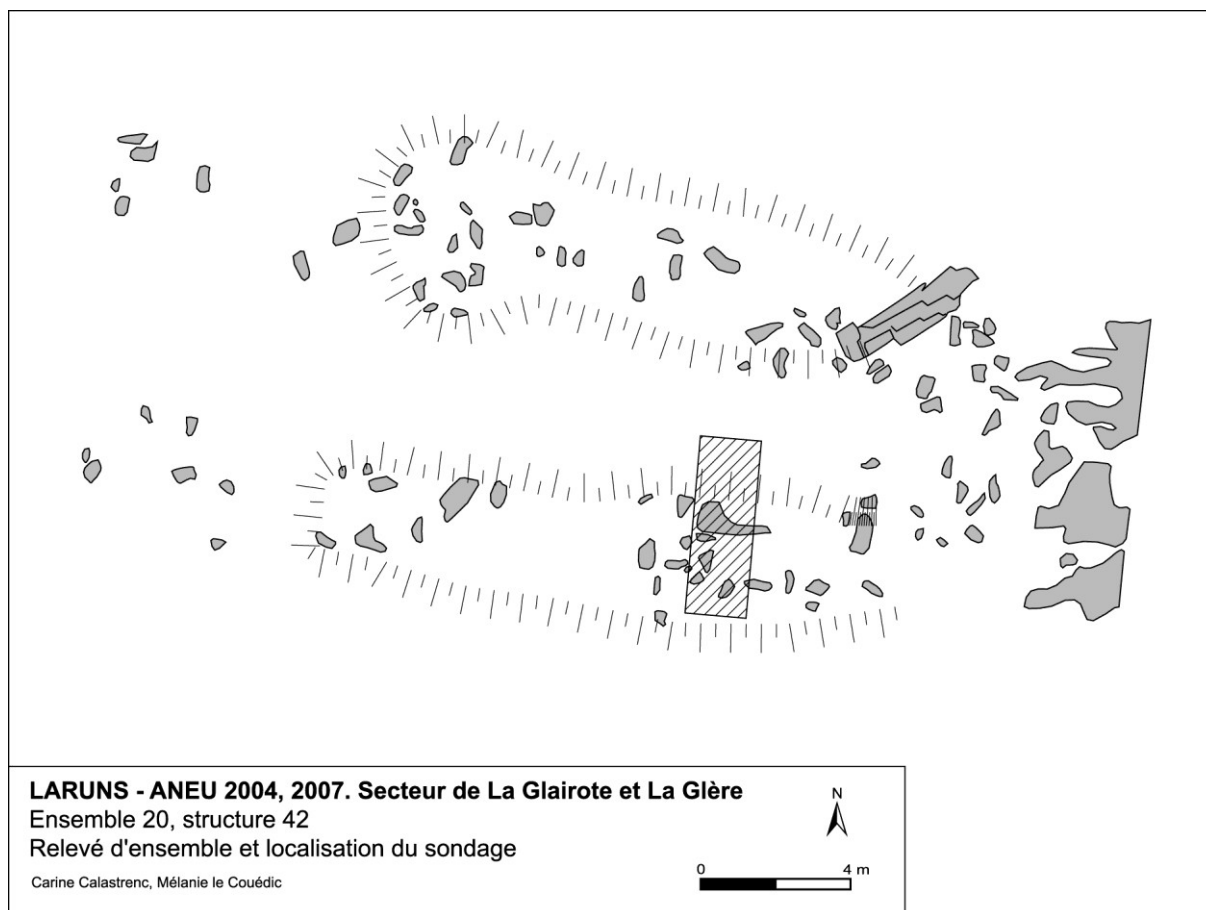 LARUNS - ANEU 2004, 2007. Secteur de La Glairote et La Glère
Ensemble 20, structure 42
Relevé d'ensemble et localisation du sondage
Carine Calastrenc, Mélanie le Couédic
N
0 4 m